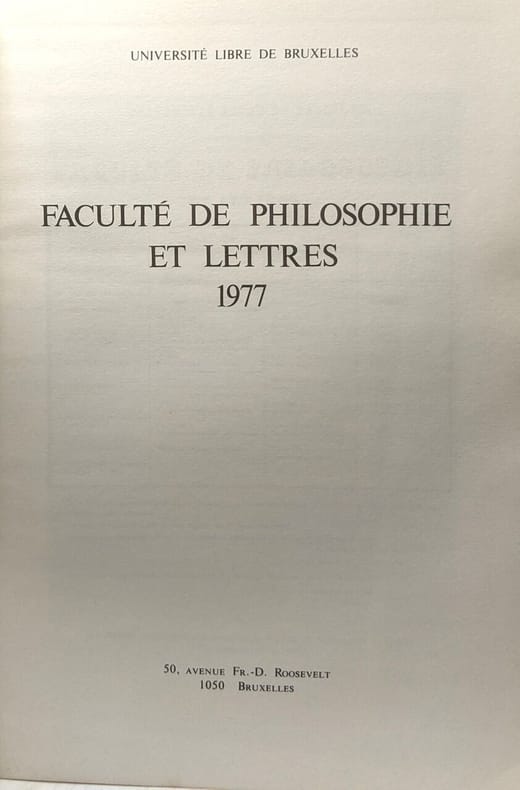 UNIVERSITÉ LIBRE DE BRUXELLES
FACULTÉ DE PHILOSOPHIE
ET LETTRES
1977
50, AVENUE FR.-D. ROOSEVELT
1050 BRUXELLES